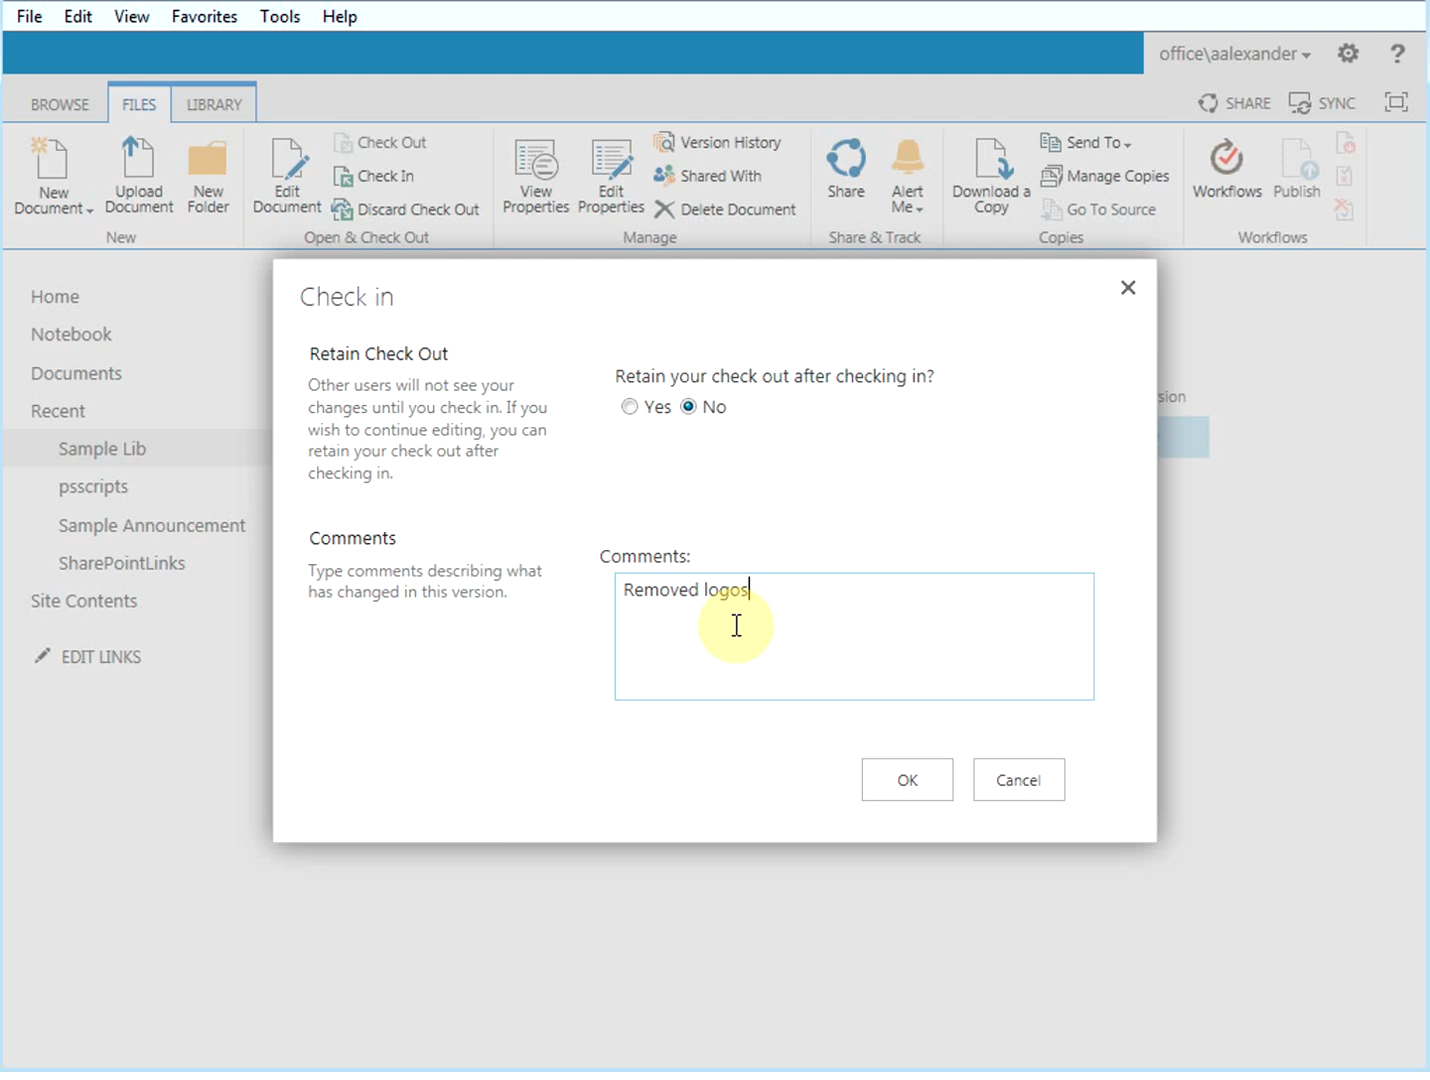 File Edit View Favorites Tools Help
office\aalexander ?
BROWSE FILES LIBRARY SHARE SYNC
New Document
Upload Document
New Folder
New
Edit Document
Check Out
Check In
Discard Check Out
Open & Check Out
View Properties
Edit Properties
Version History
Shared With
Delete Document
Manage
Share
Alert Me
Share & Track
Download a Copy
Send To
Manage Copies
Go To Source
Copies
Workflows
Publish
Workflows
Home
Notebook
Documents
Recent
Sample Lib
psscripts
Sample Announcement
SharePointLinks
Site Contents
EDIT LINKS
Check in
Retain Check Out
Other users will not see your
changes until you check in. If you
wish to continue editing, you can
retain your check out after
checking in.
Retain your check out after checking in?
Yes No
sion
Comments
Type comments describing what
has changed in this version.
Comments:
Removed logos
OK Cancel